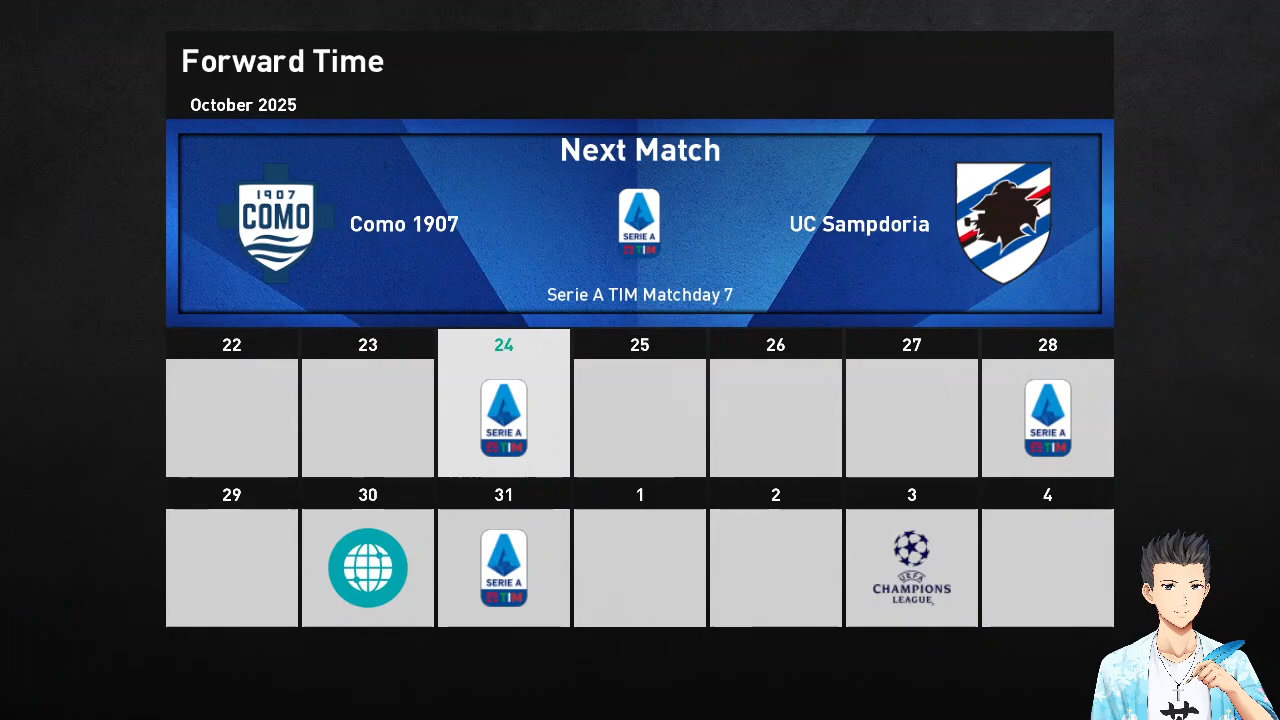 Forward Time
October 2025
Next Match
1907
COMO
Como 1907
SERIE A
TIM
UC Sampdoria
Serie A TIM Matchday 7
22 23 24 25 26 27 28
SERIE A
TIM
SERIE A
TIM
29 30 31 1 2 3 4
SERIE A
TIM
UEFA
CHAMPIONS
LEAGUE